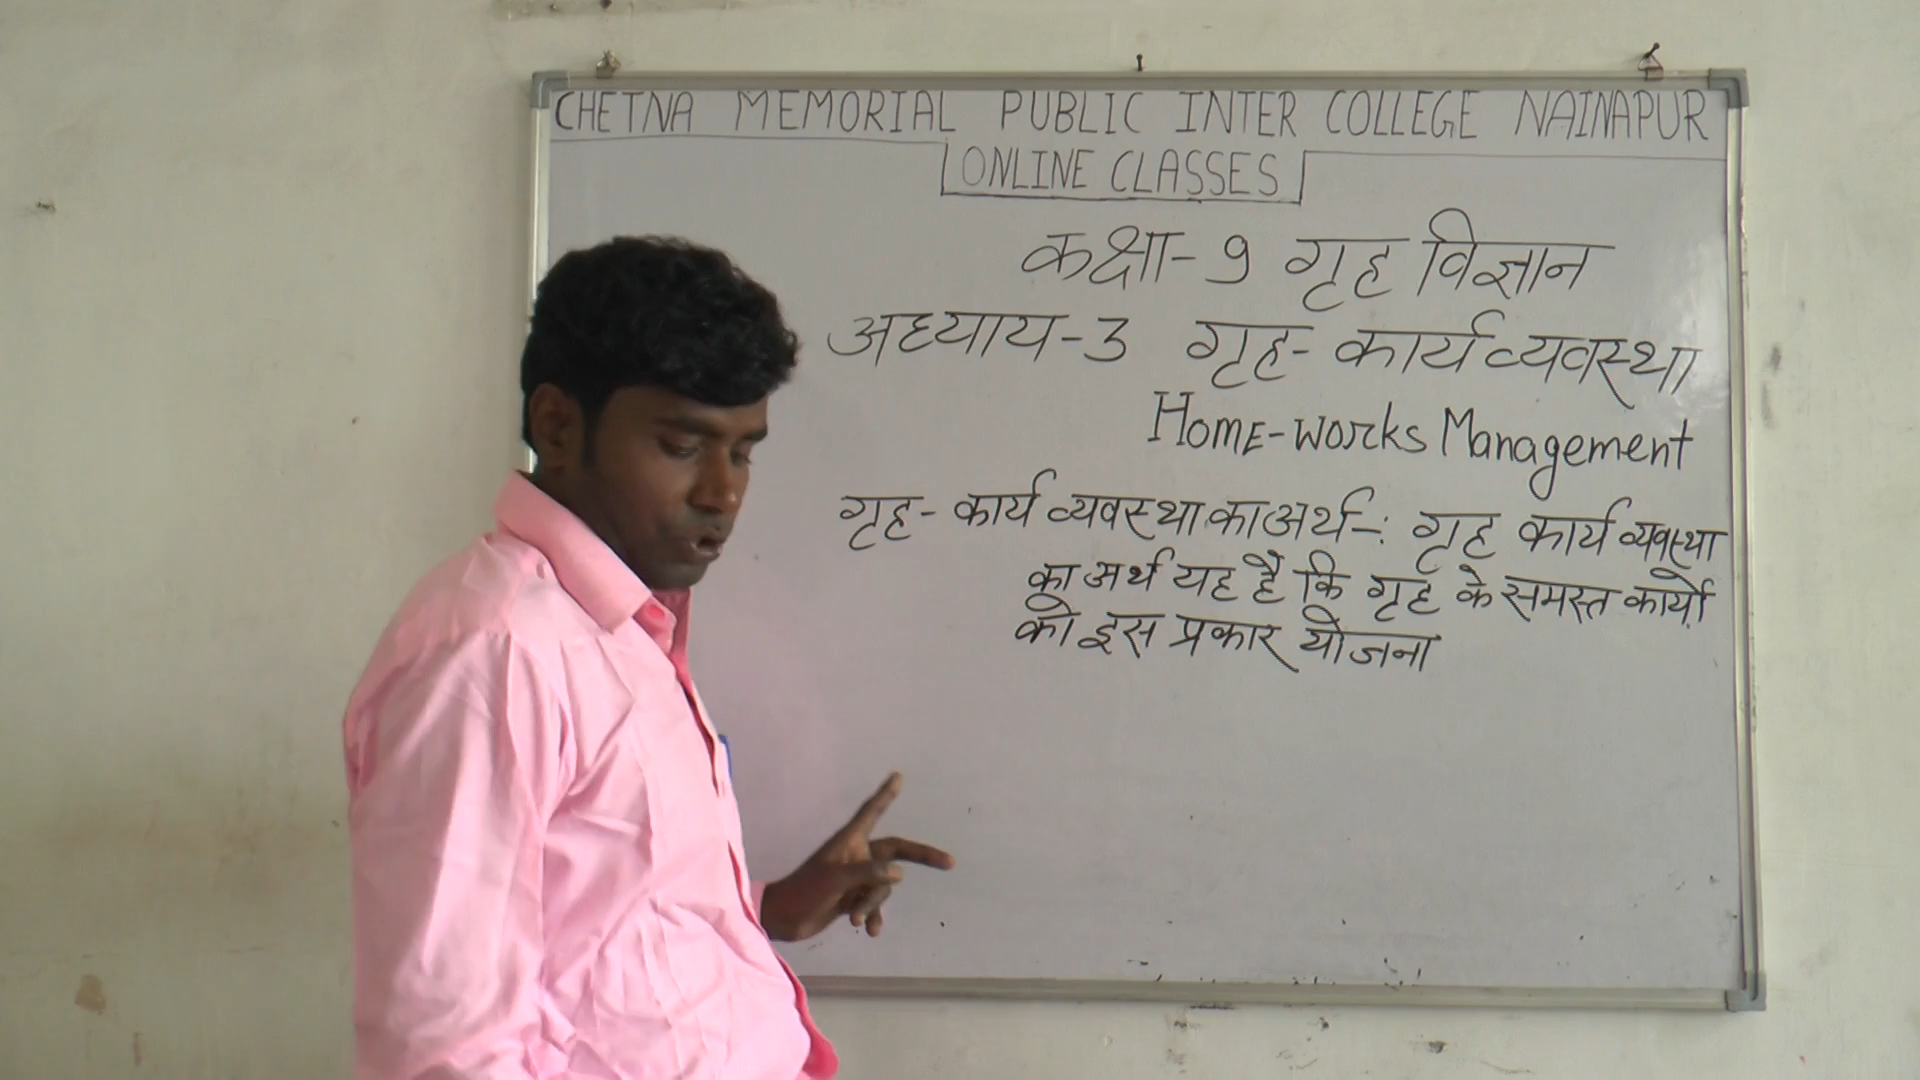 CHETNA MEMORIAL PUBLIC INTER COLLEGE NAINAPUR
ONLINE CLASSES
कक्षा- 9 गृह विज्ञान
अध्याय-3 गृह- कार्य व्यवस्था
HomE-works Management
गृह- कार्य व्यवस्था का अर्थ-: गृह कार्य व्यवस्था
का अर्थ यह है कि गृह के समस्त कार्यो
को इस प्रकार योजना